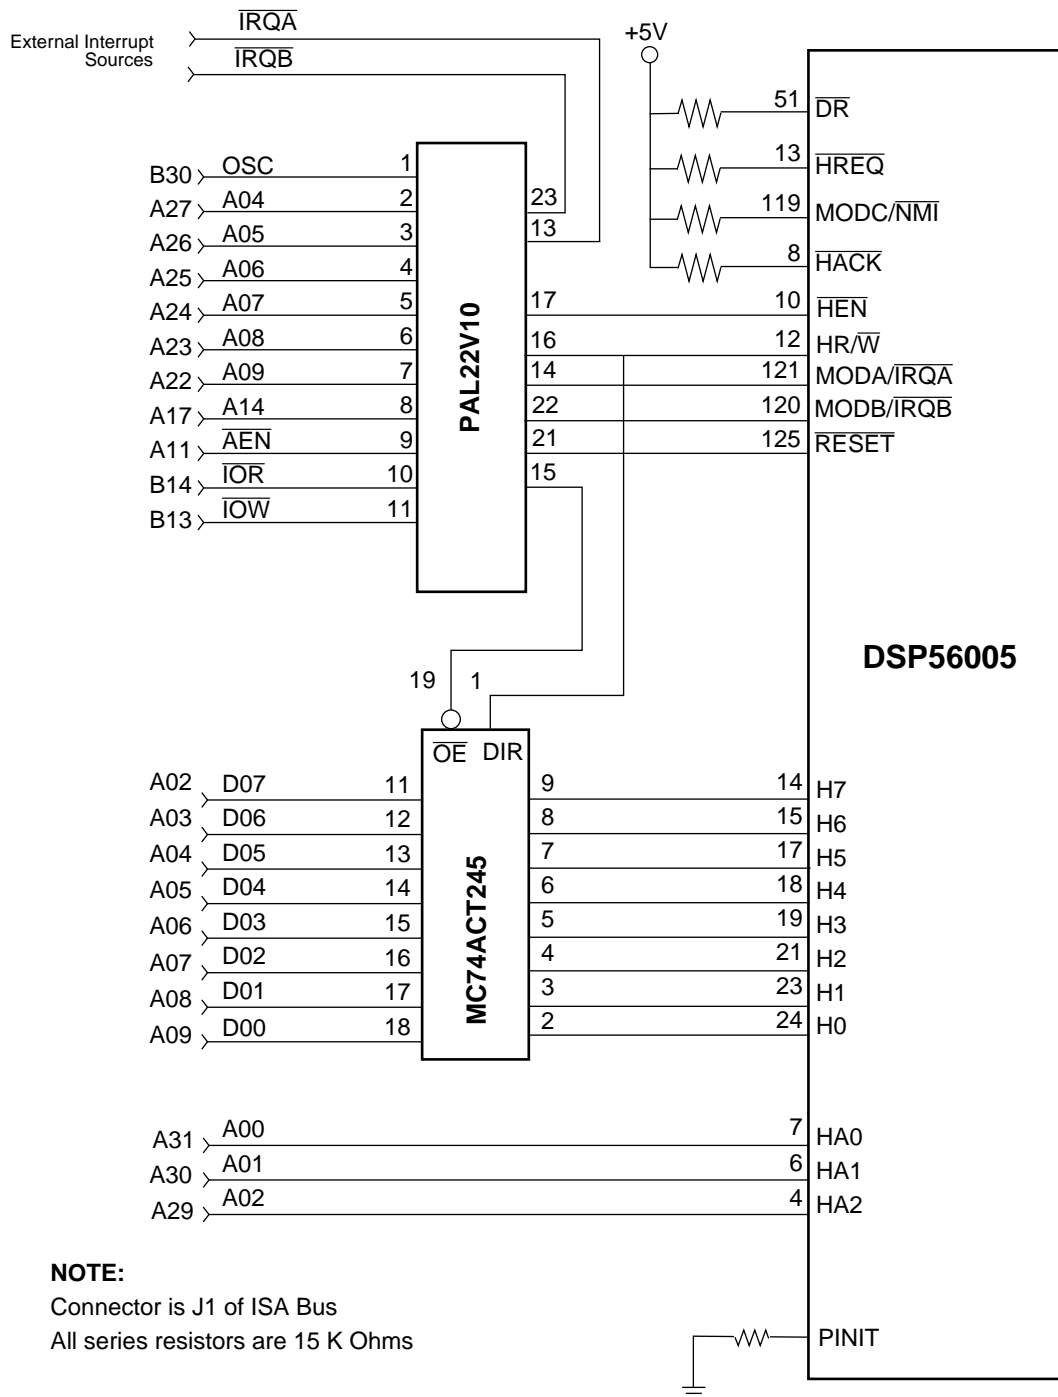 IRQA
External Interrupt
Sources
IRQB
+5V
51 DR
13 HREQ
119 MODC/NMI
8 HACK
B30 OSC 1
A27 A04 2 23
A26 A05 3 13
A25 A06 4
A24 A07 5 17 10 HEN
A23 A08 6 16 12 HR/W
A22 A09 7 14 121 MODA/IRQA
A17 A14 8 22 120 MODB/IRQB
A11 AEN 9 21 125 RESET
B14 IOR 10 15
B13 IOW 11
PAL22V10
DSP56005
19 1
OE DIR
A02 D07 11 9 14 H7
A03 D06 12 8 15 H6
A04 D05 13 7 17 H5
A05 D04 14 6 18 H4
A06 D03 15 5 19 H3
A07 D02 16 4 21 H2
A08 D01 17 3 23 H1
A09 D00 18 2 24 H0
MC74ACT245
A31 A00 7 HA0
A30 A01 6 HA1
A29 A02 4 HA2
NOTE:
Connector is J1 of ISA Bus
All series resistors are 15 K Ohms
PINIT